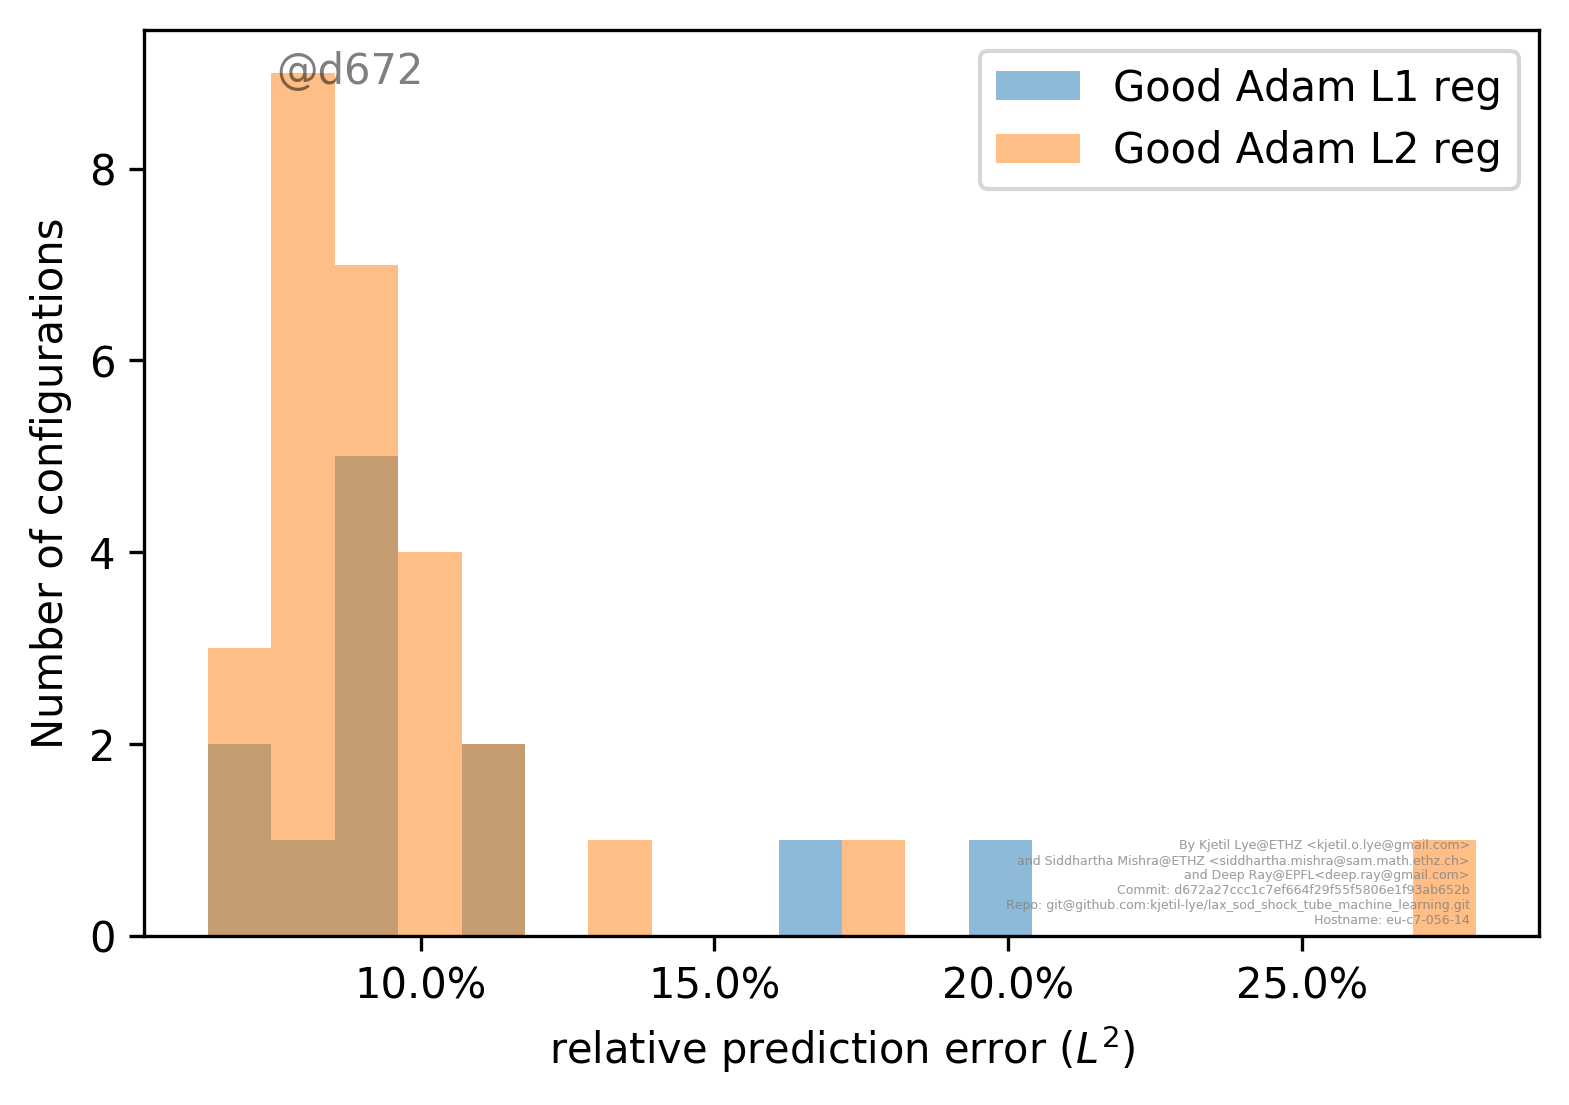 @d672
Good Adam L1 reg
Good Adam L2 reg
Number of configurations
8
6
4
2
0
10.0% 15.0% 20.0% 25.0%
relative prediction error (L²)
By Kjetil Lye@ETHZ <kjetil.o.lye@gmail.com>
and Siddhartha Mishra@ETHZ <siddhartha.mishra@sam.math.ethz.ch>
and Deep Ray@EPFL<deep.ray@gmail.com>
Commit: d672a27ccc1c7ef664f29f55f5806e1f93ab652b
Repo: git@github.com:kjetil-lye/lax_sod_shock_tube_machine_learning.git
Hostname: eu-c7-056-14